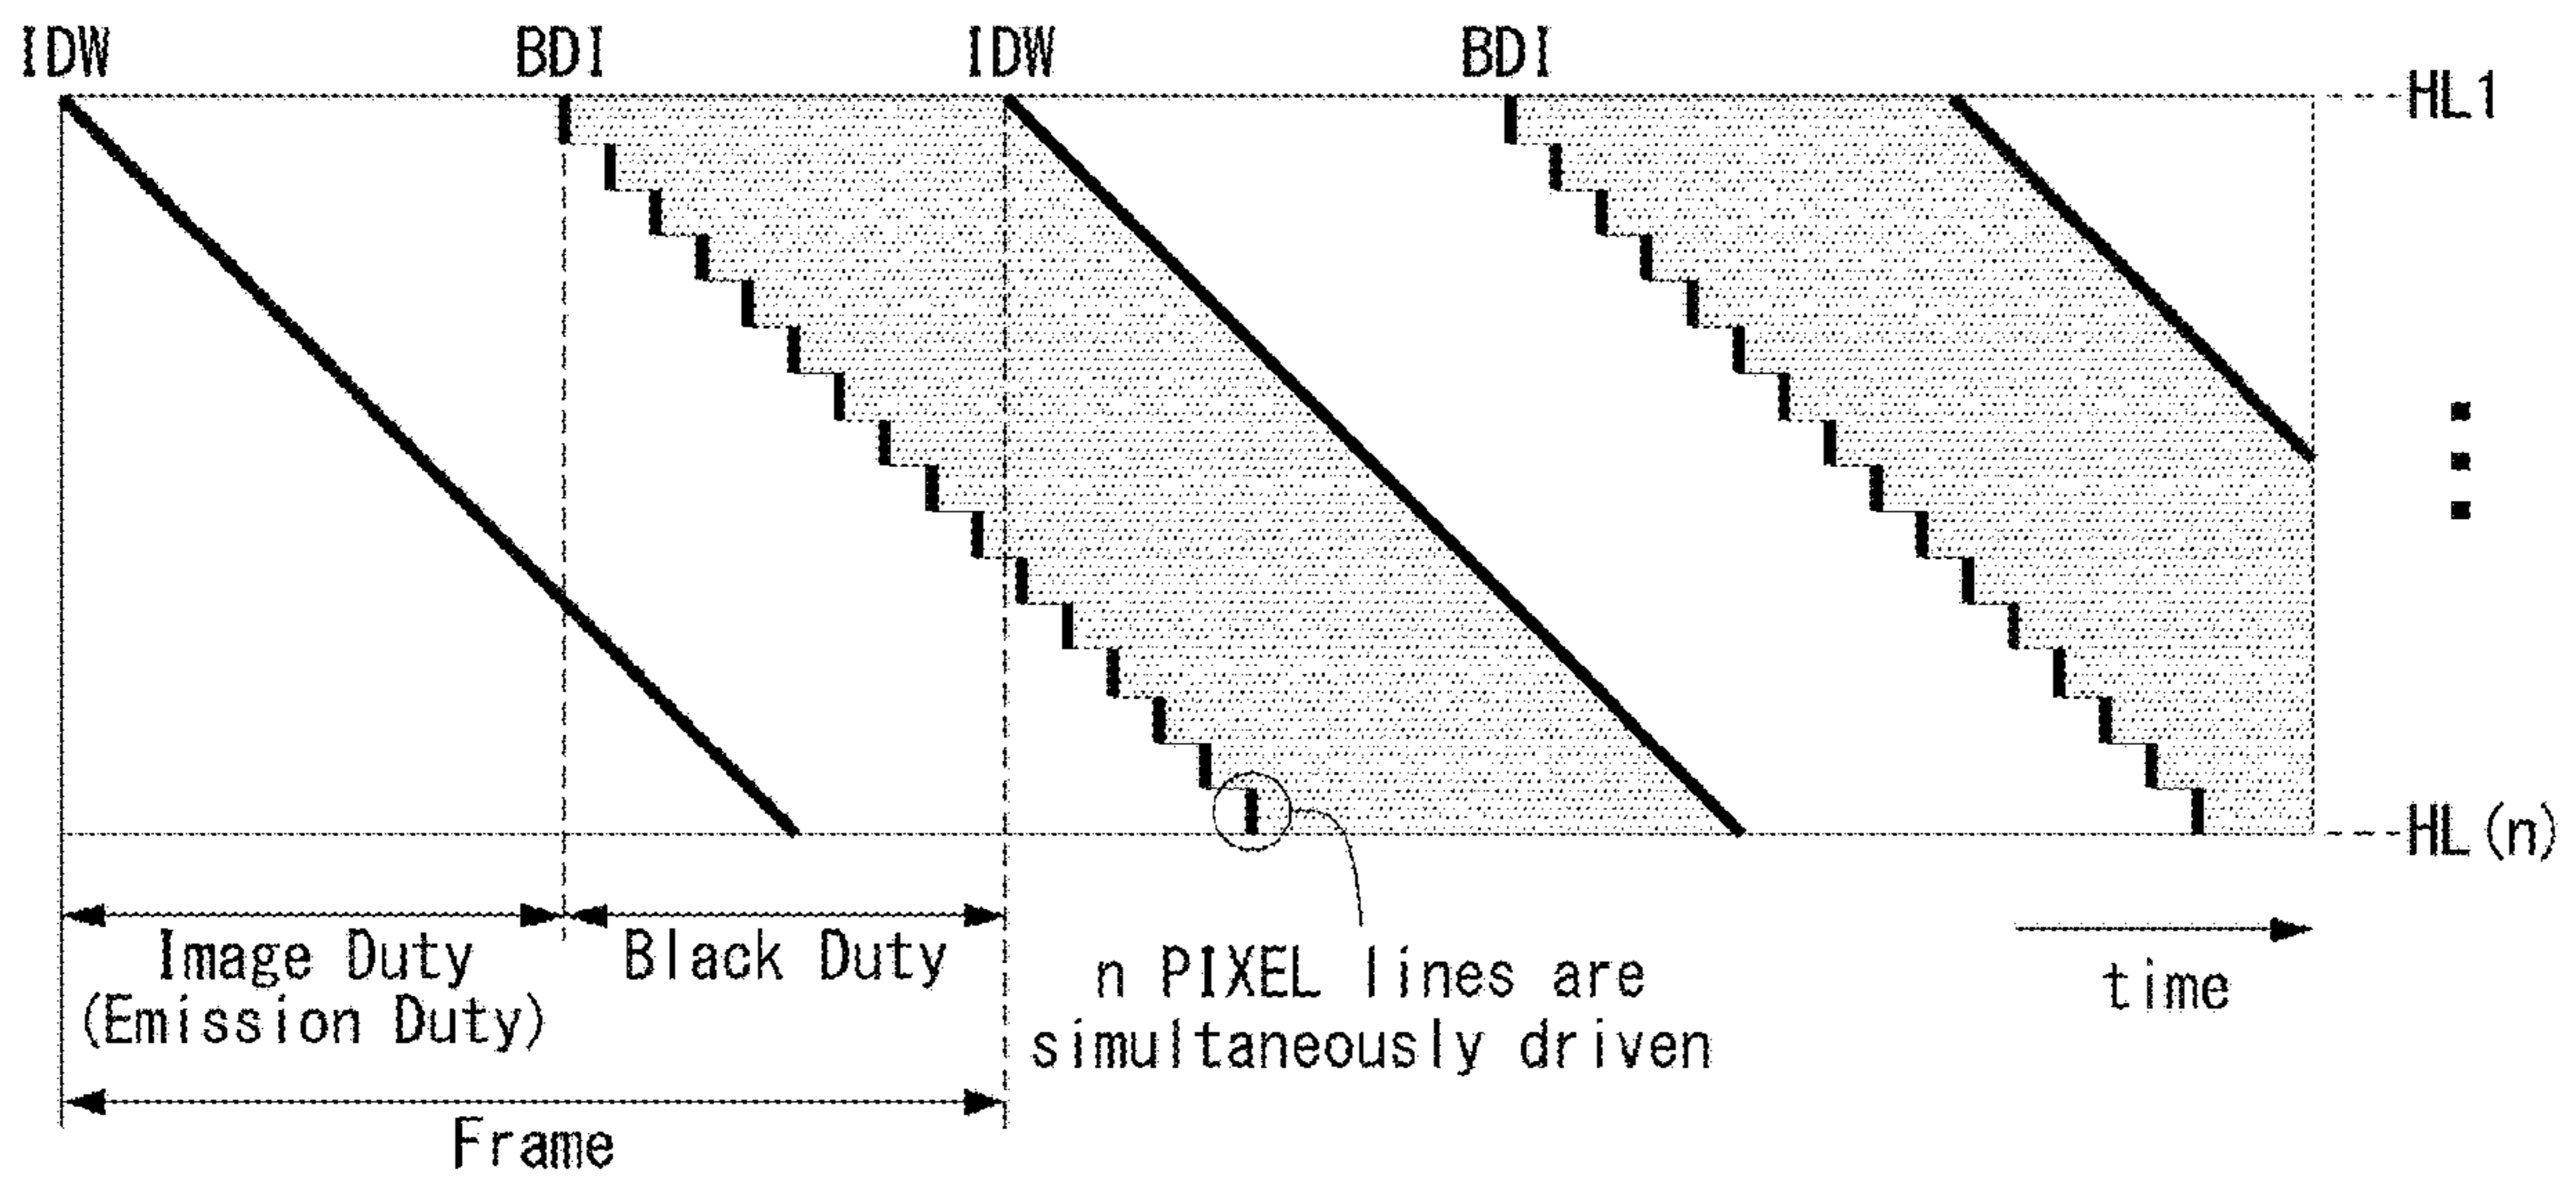 IDW BDI IDW BDI
HL1
HL(n)
Image Duty
(Emission Duty)
Black Duty
n PIXEL lines are
simultaneously driven
time
Frame